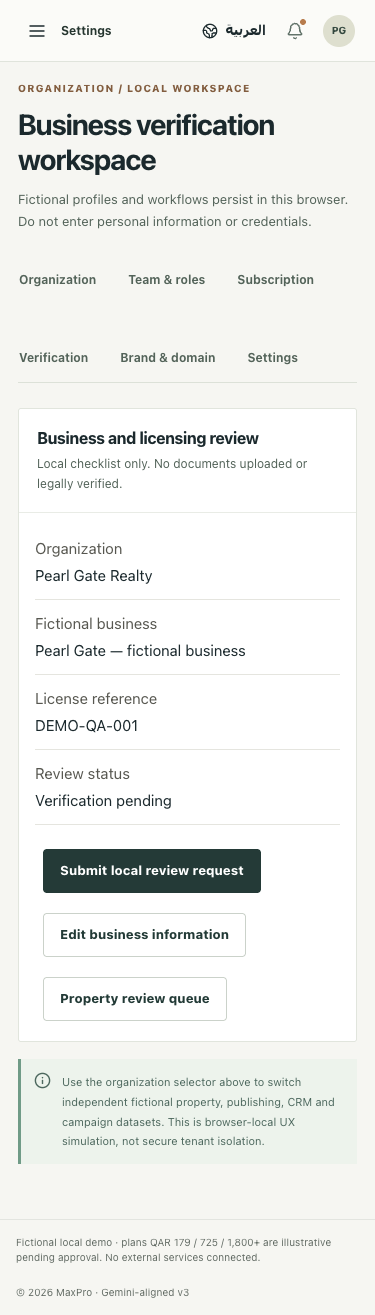 Settings
العربية
PG
ORGANIZATION / LOCAL WORKSPACE
Business verification
workspace
Fictional profiles and workflows persist in this browser.
Do not enter personal information or credentials.
Organization Team & roles Subscription
Verification Brand & domain Settings
Business and licensing review
Local checklist only. No documents uploaded or
legally verified.
Organization
Pearl Gate Realty
Fictional business
Pearl Gate — fictional business
License reference
DEMO-QA-001
Review status
Verification pending
Submit local review request
Edit business information
Property review queue
Use the organization selector above to switch
independent fictional property, publishing, CRM and
campaign datasets. This is browser-local UX
simulation, not secure tenant isolation.
Fictional local demo · plans QAR 179 / 725 / 1,800+ are illustrative
pending approval. No external services connected.
© 2026 MaxPro · Gemini-aligned v3